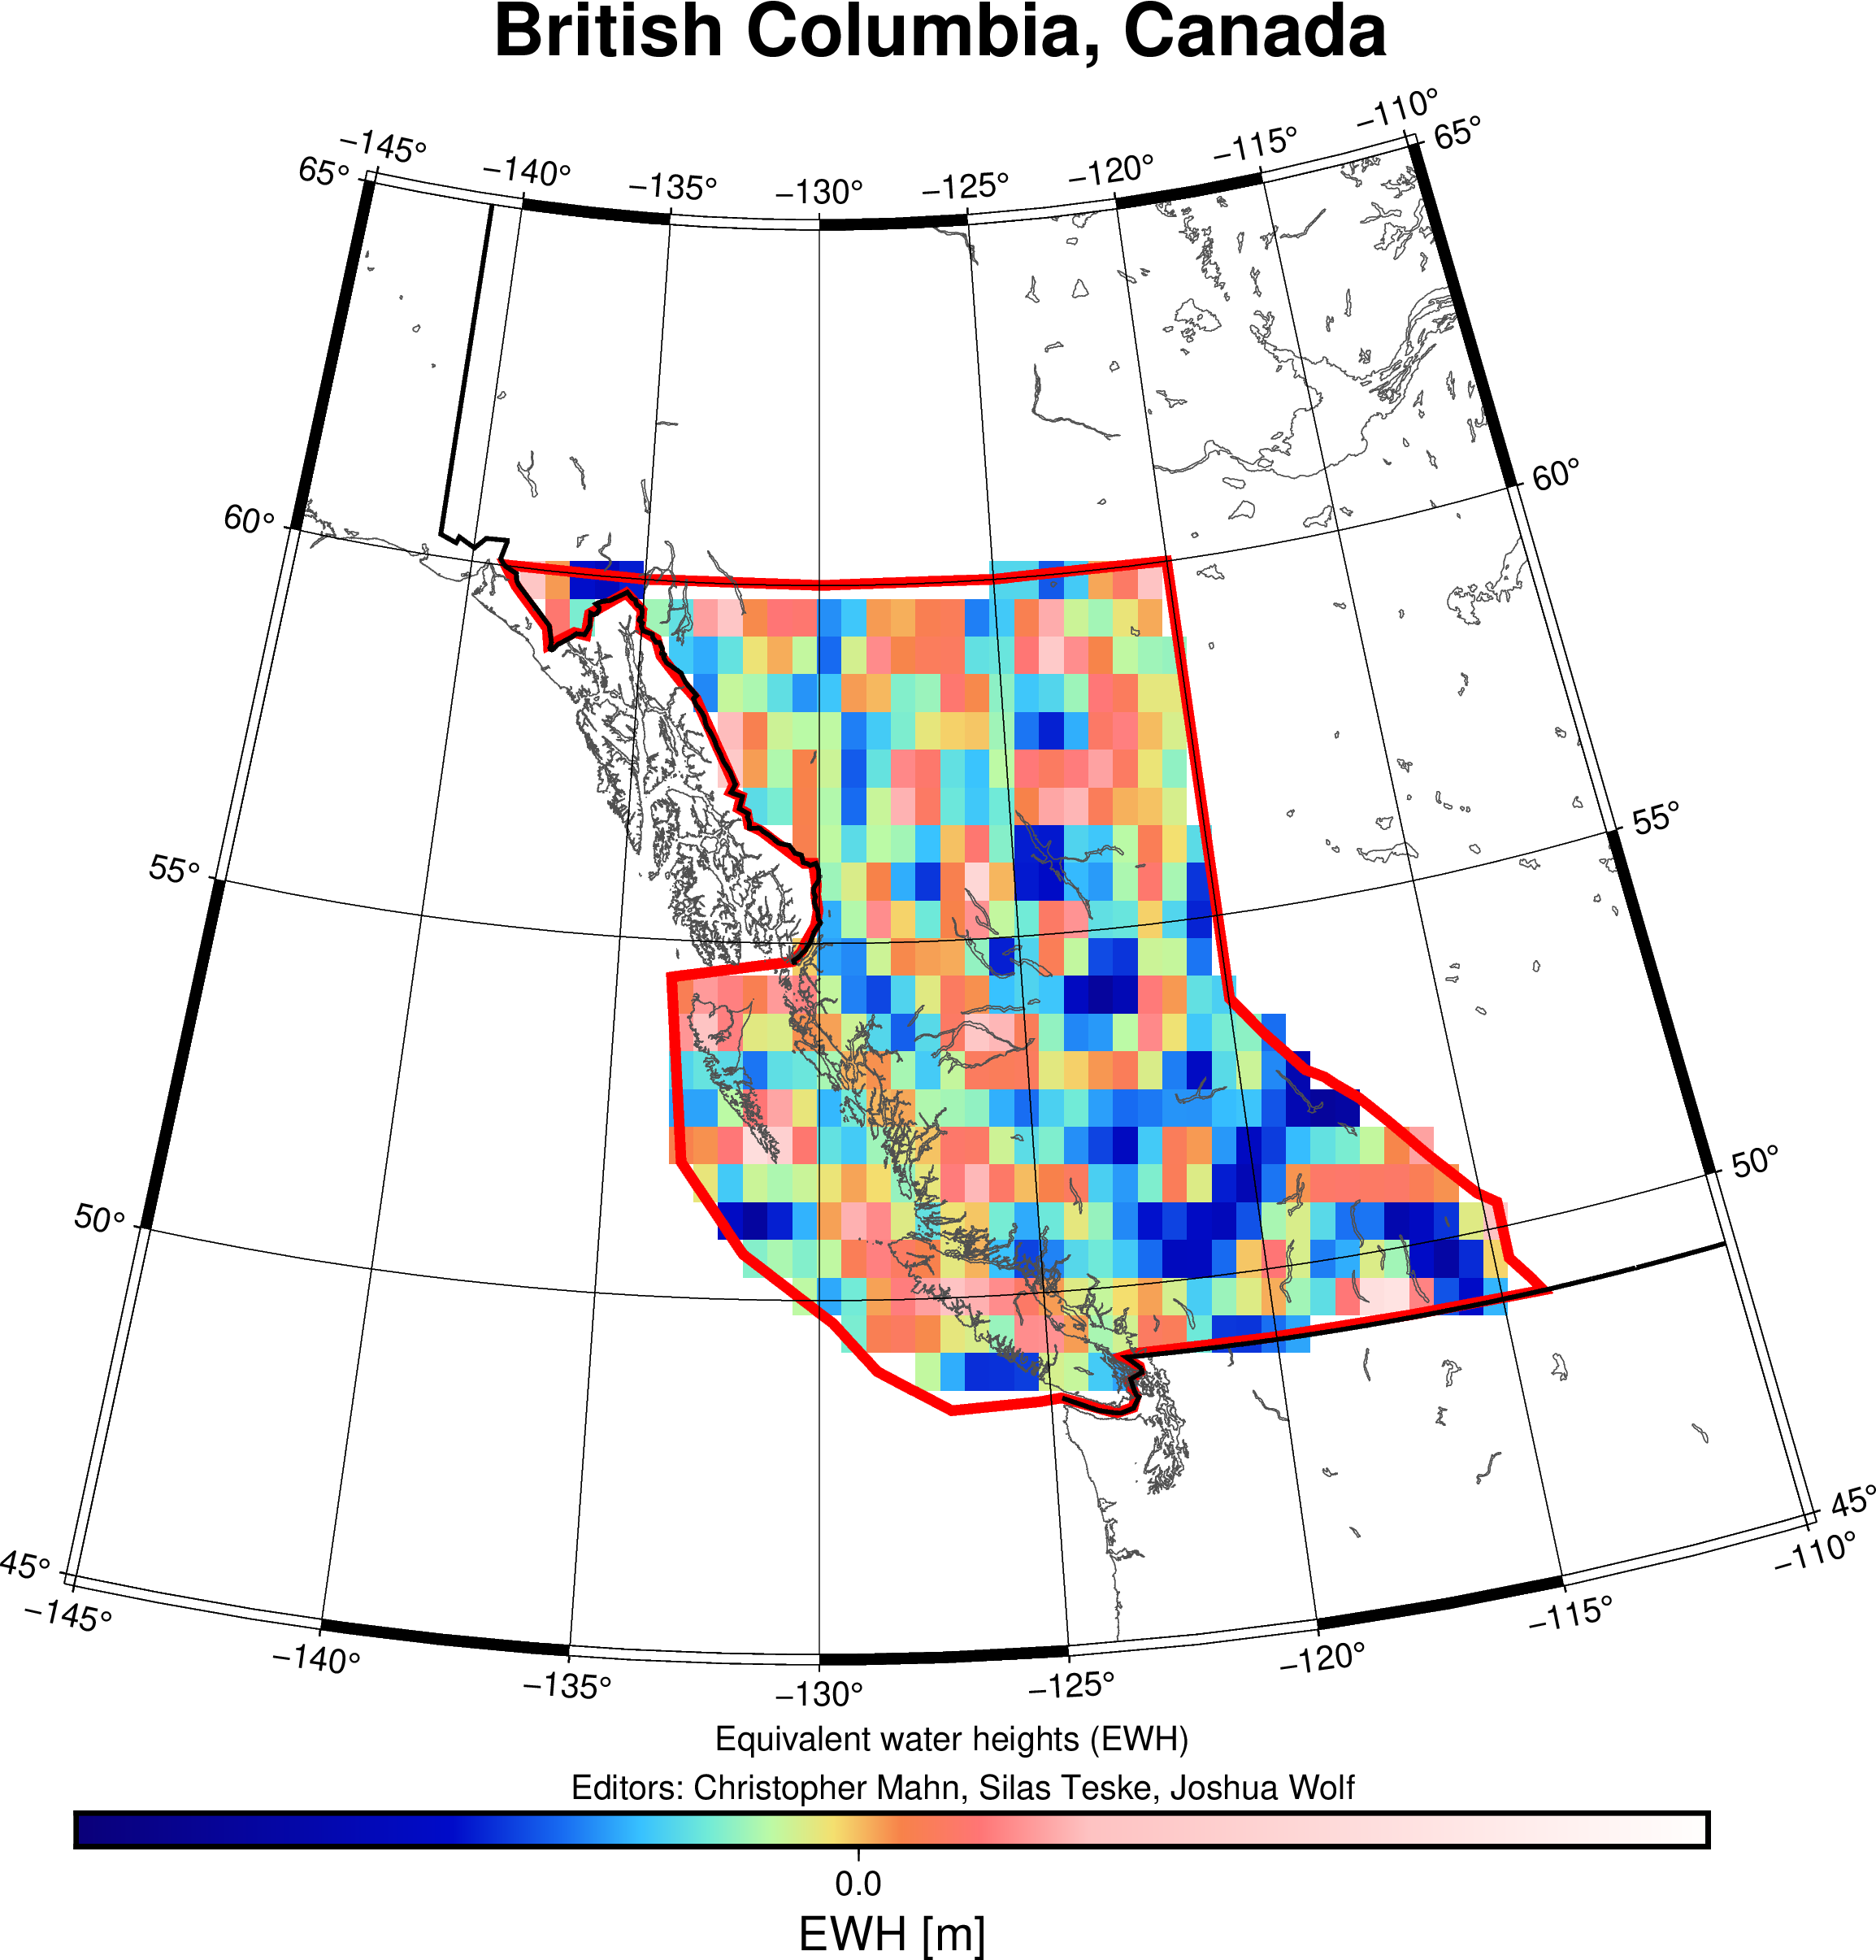 British Columbia, Canada
−145° −140° −135° −130° −125° −120° −115° −110°
65° 65°
60° 60°
55° 55°
50° 50°
45° 45°
−145° −140° −135° −130° −125° −120° −115° −110°
Equivalent water heights (EWH)
Editors: Christopher Mahn, Silas Teske, Joshua Wolf
0.0
EWH [m]